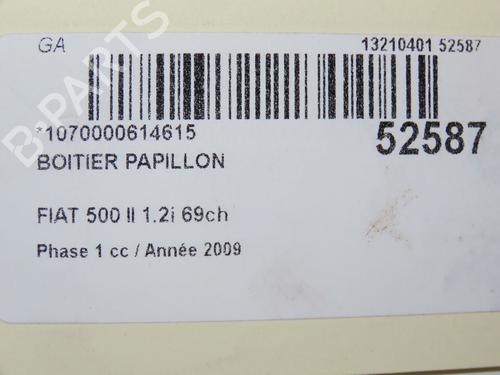 GA
13210401 52587
*1070000614615
52587
BOITIER PAPILLON
FIAT 500 II 1.2i 69ch
Phase 1 cc / Année 2009
B-PARTS